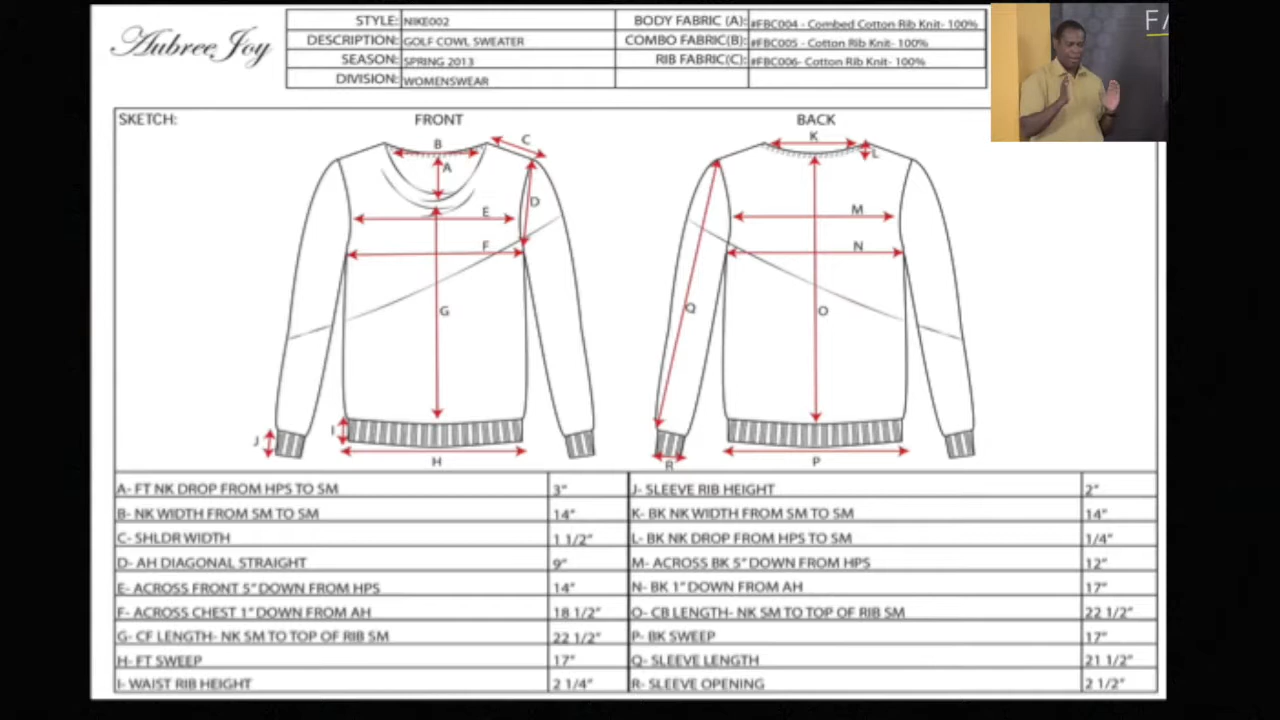 Aubree Joy
STYLE: NIKE002 BODY FABRIC (A): #FBC004 - Combed Cotton Rib Knit- 100%
DESCRIPTION: GOLF COWL SWEATER COMBO FABRIC(B): #FBC005 - Cotton Rib Knit- 100%
SEASON: SPRING 2013 RIB FABRIC(C): #FBC006- Cotton Rib Knit- 100%
DIVISION: WOMENSWEAR
SKETCH: FRONT BACK
B C K L
A D
E M
F N
G Q O
I J
H R P
A- FT NK DROP FROM HPS TO SM 3" J- SLEEVE RIB HEIGHT 2"
B- NK WIDTH FROM SM TO SM 14" K- BK NK WIDTH FROM SM TO SM 14"
C- SHLDR WIDTH 1 1/2" L- BK NK DROP FROM HPS TO SM 1/4"
D- AH DIAGONAL STRAIGHT 9" M- ACROSS BK 5" DOWN FROM HPS 12"
E- ACROSS FRONT 5" DOWN FROM HPS 14" N- BK 1" DOWN FROM AH 17"
F- ACROSS CHEST 1" DOWN FROM AH 18 1/2" O- CB LENGTH- NK SM TO TOP OF RIB SM 22 1/2"
G- CF LENGTH- NK SM TO TOP OF RIB SM 22 1/2" P- BK SWEEP 17"
H- FT SWEEP 17" Q- SLEEVE LENGTH 21 1/2"
I- WAIST RIB HEIGHT 2 1/4" R- SLEEVE OPENING 2 1/2"